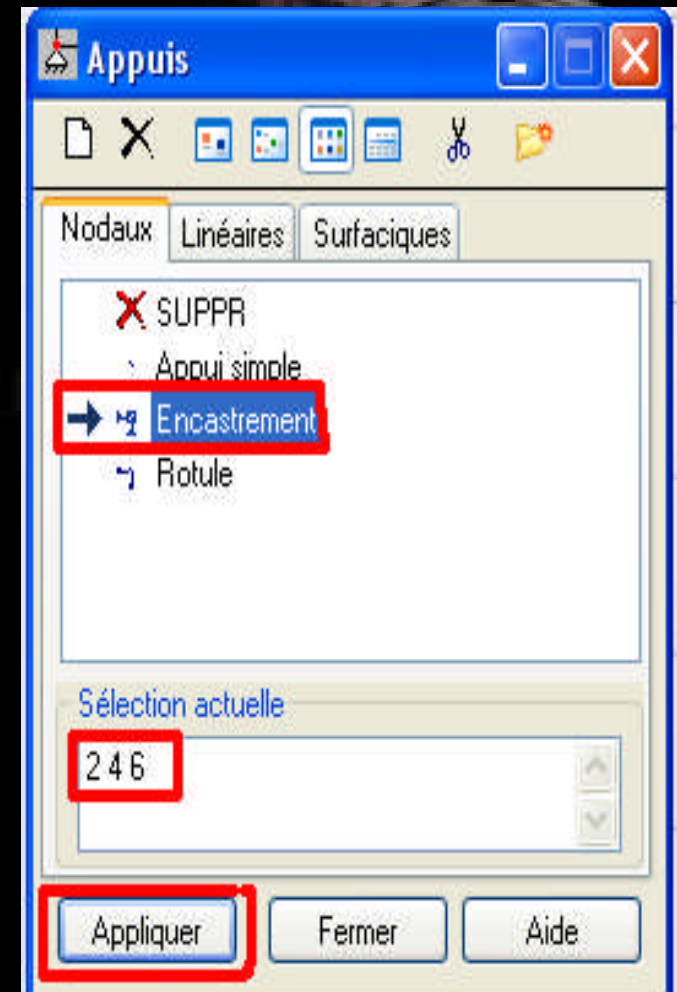 Appuis
Nodaux Linéaires Surfaciques
SUPPR
Appui simple
Encastrement
Rotule
Sélection actuelle
2 4 6
Appliquer Fermer Aide